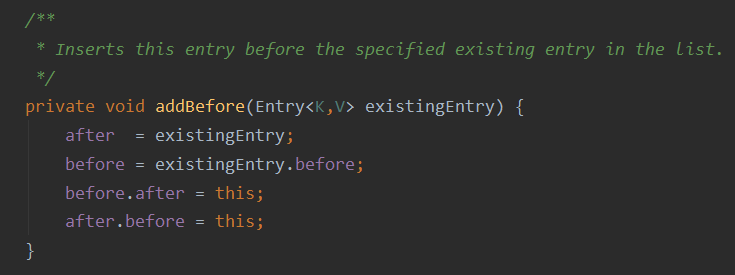 /**
 * Inserts this entry before the specified existing entry in the list.
 */
private void addBefore(Entry<K,V> existingEntry) {
    after  = existingEntry;
    before = existingEntry.before;
    before.after = this;
    after.before = this;
}